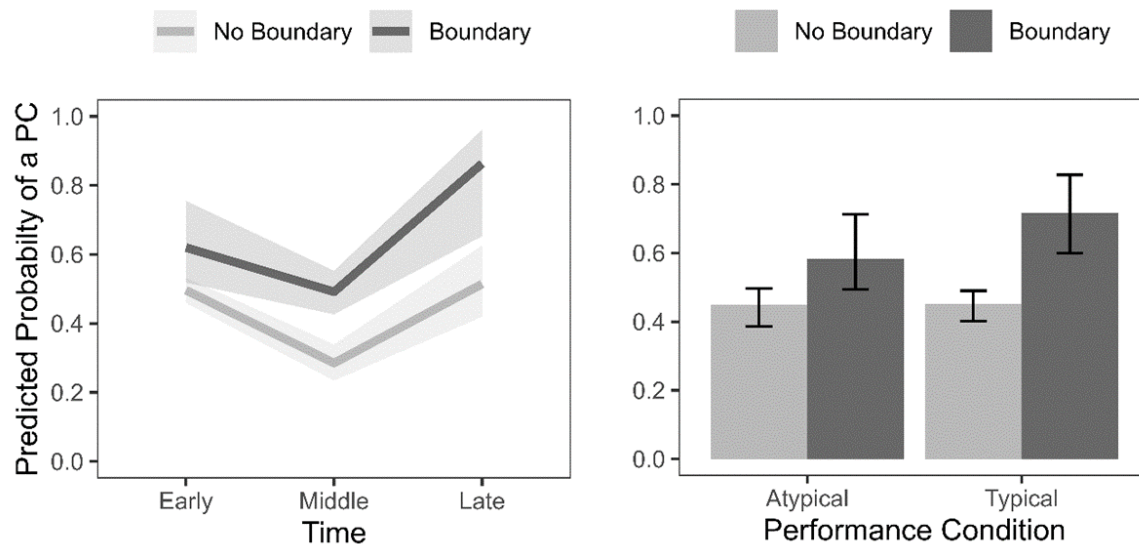 No Boundary Boundary
No Boundary Boundary
Predicted Probabilty of a PC
1.0
0.8
0.6
0.4
0.2
0.0
Early Middle Late
Time
1.0
0.8
0.6
0.4
0.2
0.0
Atypical Typical
Performance Condition